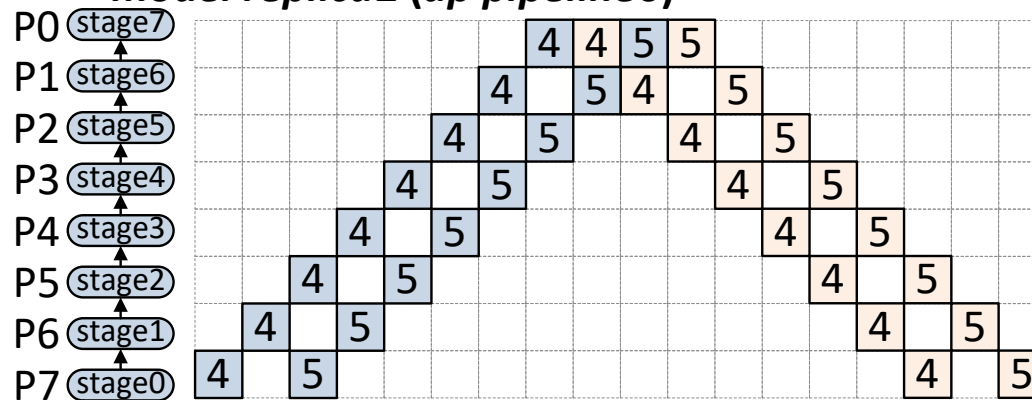 model replica2 (up pipeline0)
P0 stage7 4 4 5 5
P1 stage6 4 5 4 5
P2 stage5 4 5 4 5
P3 stage4 4 5 4 5
P4 stage3 4 5 4 5
P5 stage2 4 5 4 5
P6 stage1 4 5 4 5
P7 stage0 4 5 4 5